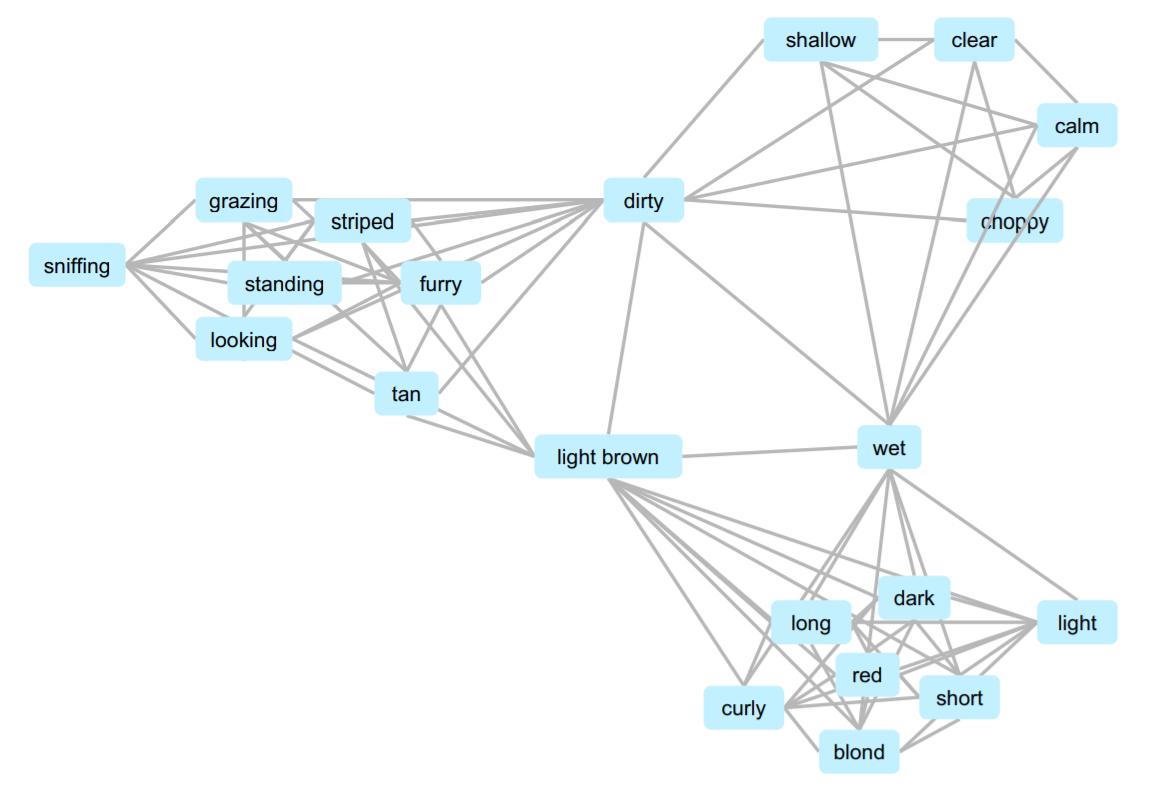 shallow
clear
calm
grazing
striped
dirty
choppy
sniffing
standing
furry
looking
tan
light brown
wet
dark
long
light
red
short
curly
blond